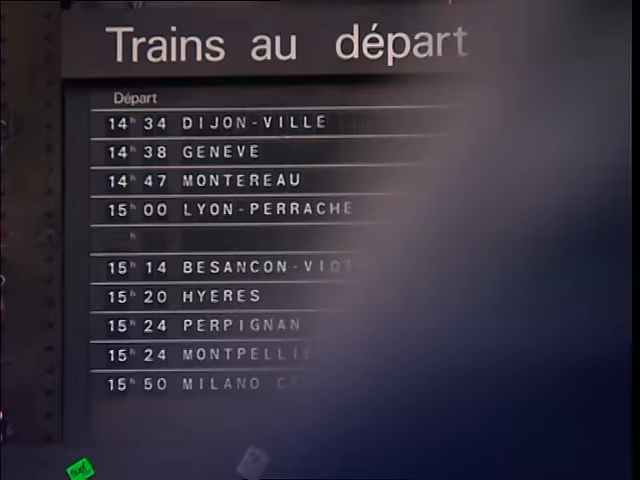 Trains au départ
Départ
14h 34 DIJON-VILLE
14h 38 GENEVE
14h 47 MONTEREAU
15h 00 LYON-PERRACHE
h
15h 14 BESANCON-VIOT
15h 20 HYERES
15h 24 PERPIGNAN
15h 24 MONTPELLIE
15h 50 MILANO C